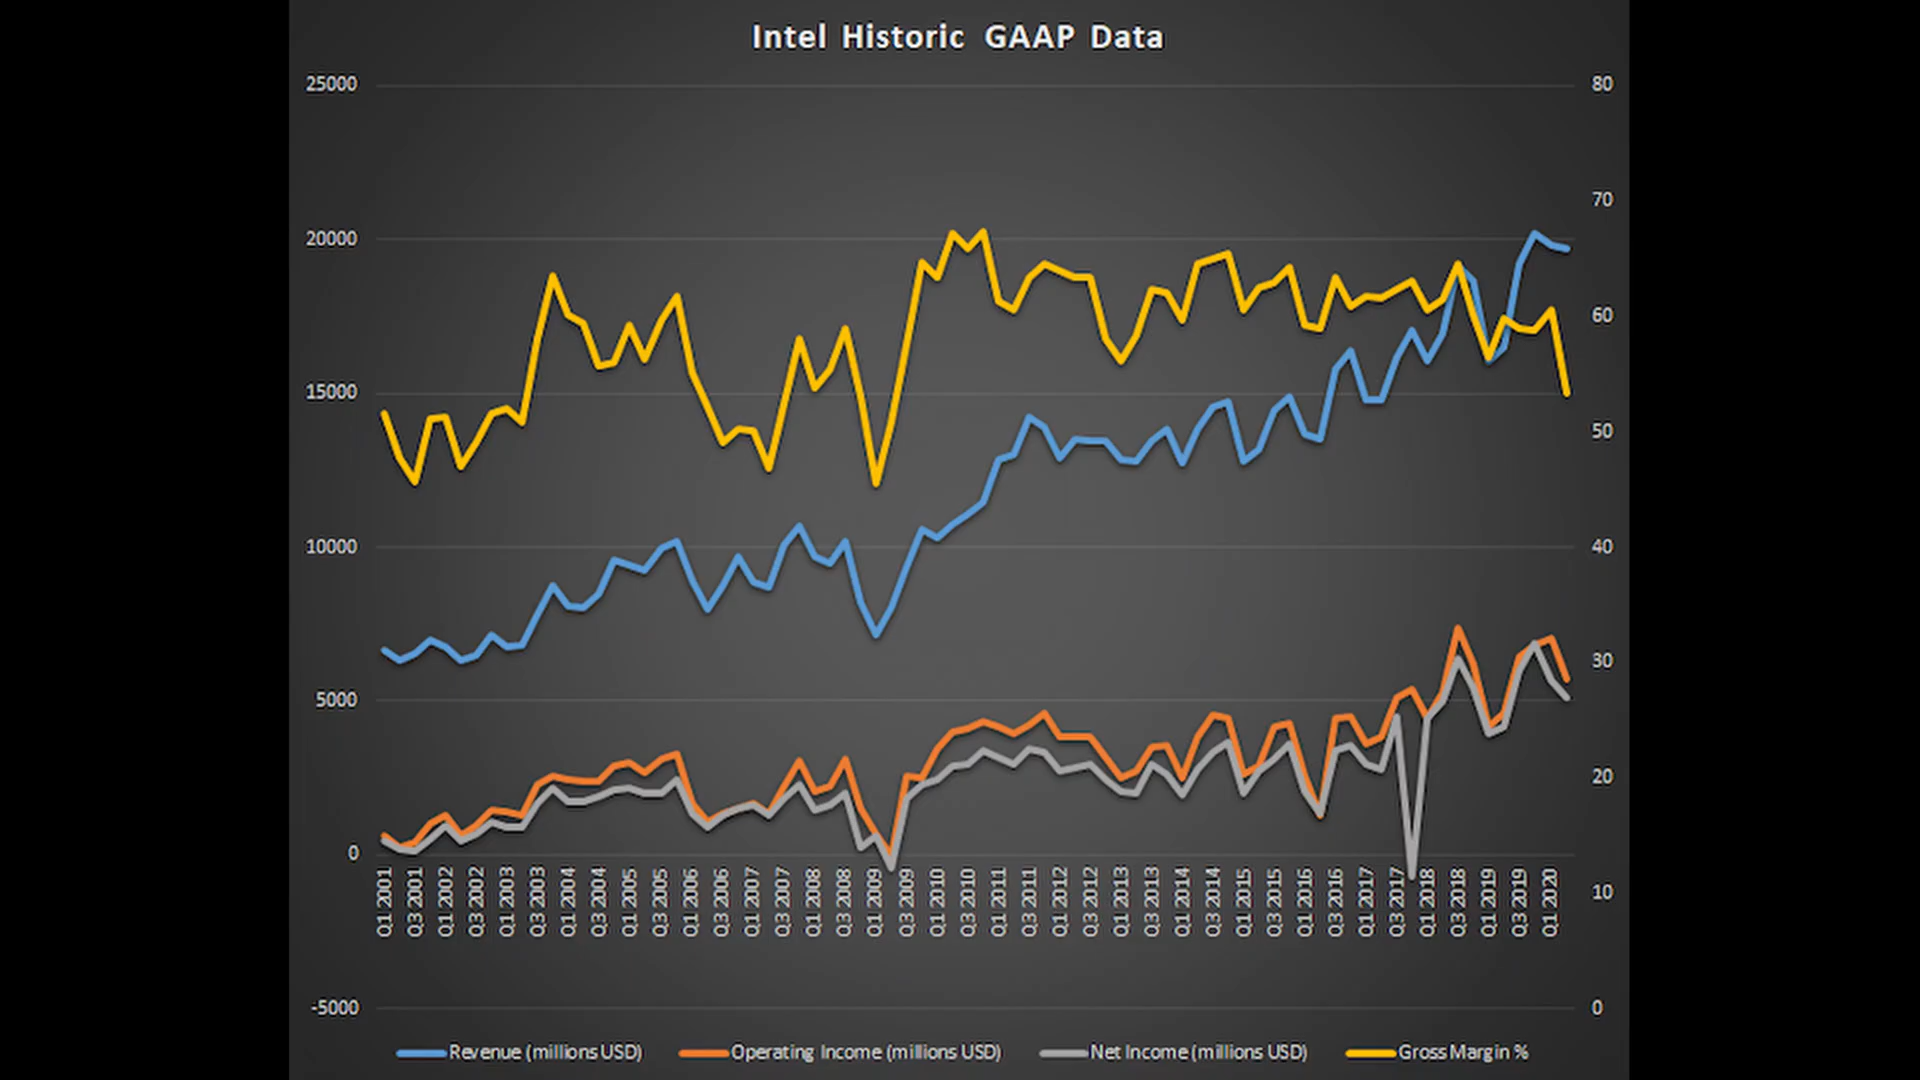 Intel Historic GAAP Data
25000
20000
15000
10000
5000
0
-5000
80
70
60
50
40
30
20
10
0
Q1 2001
Q3 2001
Q1 2002
Q3 2002
Q1 2003
Q3 2003
Q1 2004
Q3 2004
Q1 2005
Q3 2005
Q1 2006
Q3 2006
Q1 2007
Q3 2007
Q1 2008
Q3 2008
Q1 2009
Q3 2009
Q1 2010
Q3 2010
Q1 2011
Q3 2011
Q1 2012
Q3 2012
Q1 2013
Q3 2013
Q1 2014
Q3 2014
Q1 2015
Q3 2015
Q1 2016
Q3 2016
Q1 2017
Q3 2017
Q1 2018
Q3 2018
Q1 2019
Q3 2019
Q1 2020
Revenue (millions USD)
Operating Income (millions USD)
Net Income (millions USD)
Gross Margin %